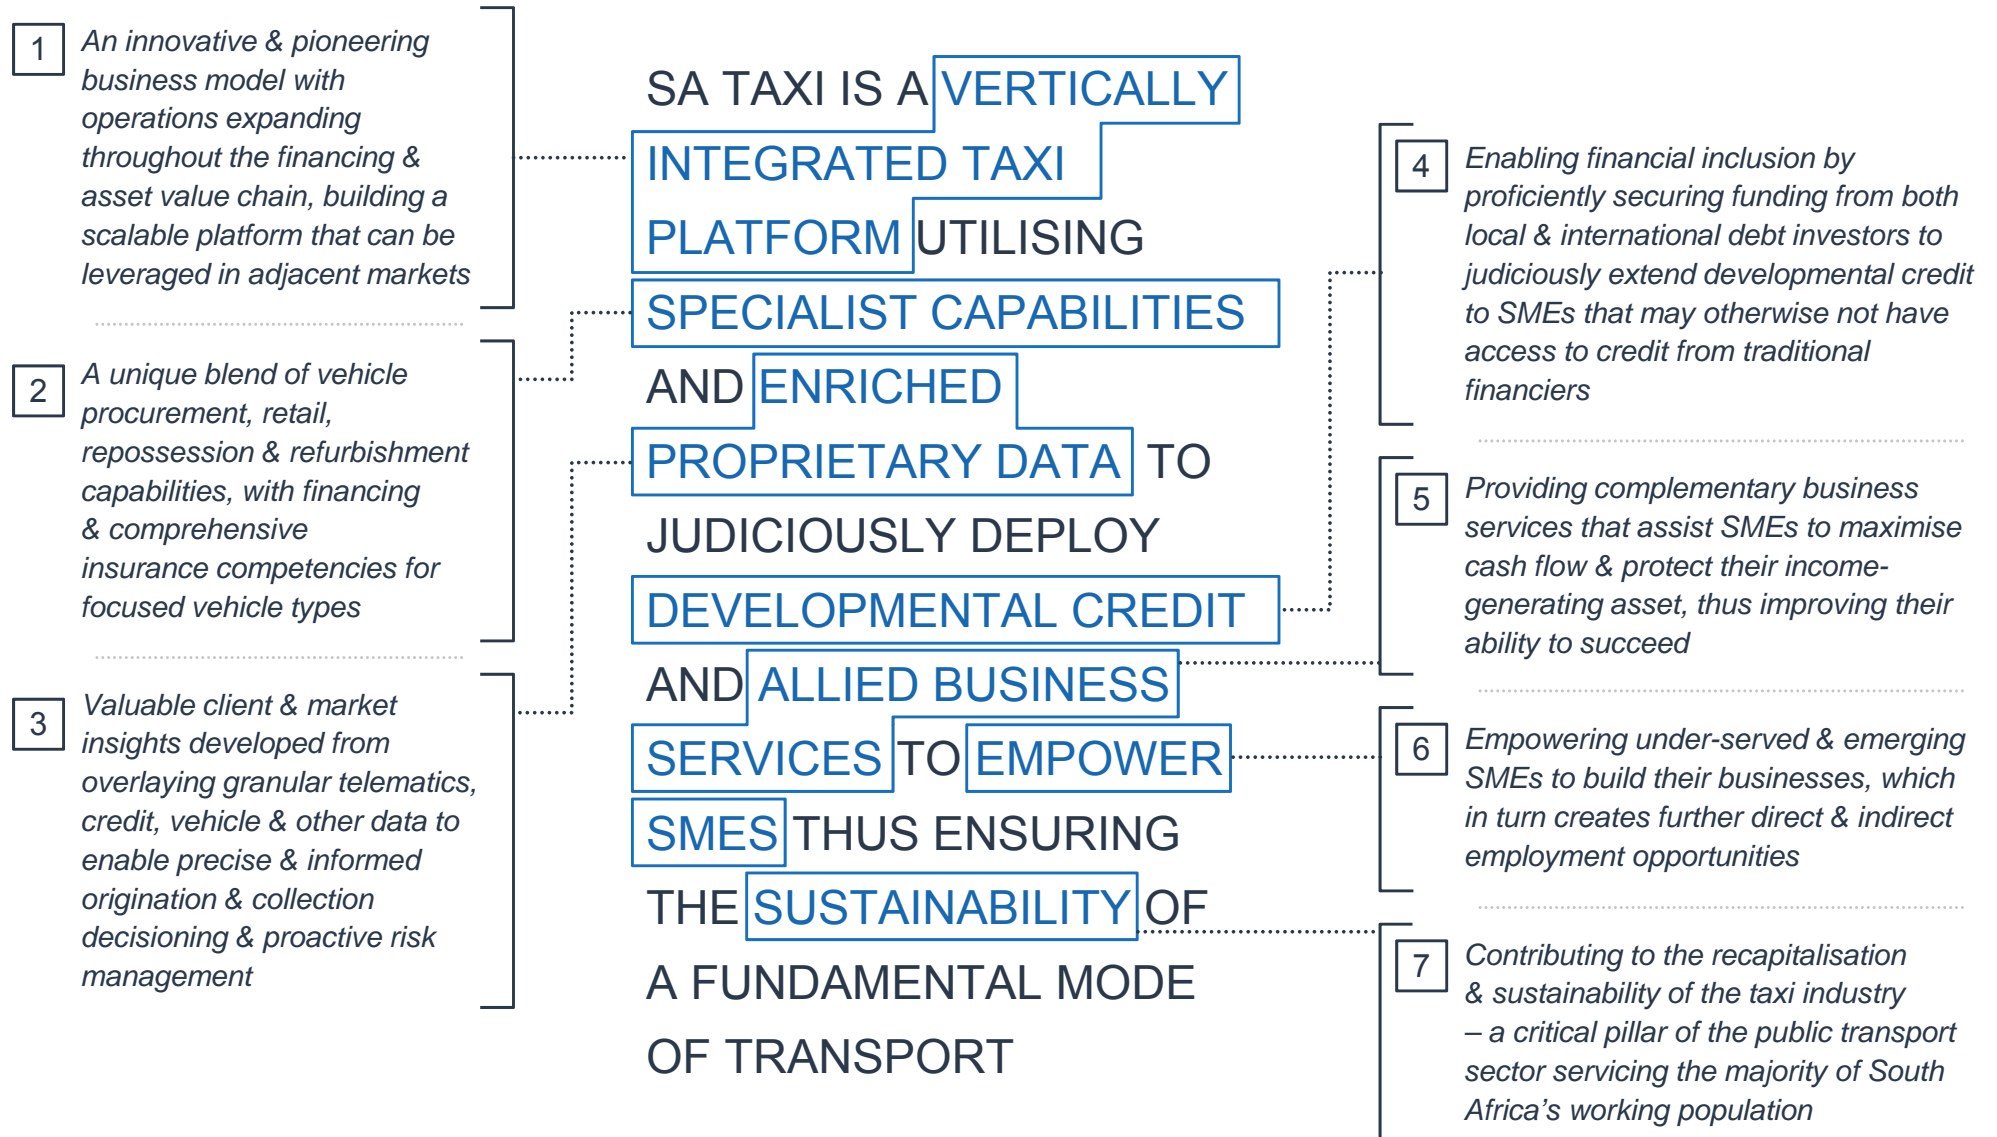 1
An innovative & pioneering
business model with
operations expanding
throughout the financing &
asset value chain, building a
scalable platform that can be
leveraged in adjacent markets
2
A unique blend of vehicle
procurement, retail,
repossession & refurbishment
capabilities, with financing
& comprehensive
insurance competencies for
focused vehicle types
3
Valuable client & market
insights developed from
overlaying granular telematics,
credit, vehicle & other data to
enable precise & informed
origination & collection
decisioning & proactive risk
management
SA TAXI IS A VERTICALLY
INTEGRATED TAXI
PLATFORM UTILISING
SPECIALIST CAPABILITIES
AND ENRICHED
PROPRIETARY DATA TO
JUDICIOUSLY DEPLOY
DEVELOPMENTAL CREDIT
AND ALLIED BUSINESS
SERVICES TO EMPOWER
SMES THUS ENSURING
THE SUSTAINABILITY OF
A FUNDAMENTAL MODE
OF TRANSPORT
4
Enabling financial inclusion by
proficiently securing funding from both
local & international debt investors to
judiciously extend developmental credit
to SMEs that may otherwise not have
access to credit from traditional
financiers
5
Providing complementary business
services that assist SMEs to maximise
cash flow & protect their income-
generating asset, thus improving their
ability to succeed
6
Empowering under-served & emerging
SMEs to build their businesses, which
in turn creates further direct & indirect
employment opportunities
7
Contributing to the recapitalisation
& sustainability of the taxi industry
– a critical pillar of the public transport
sector servicing the majority of South
Africa’s working population